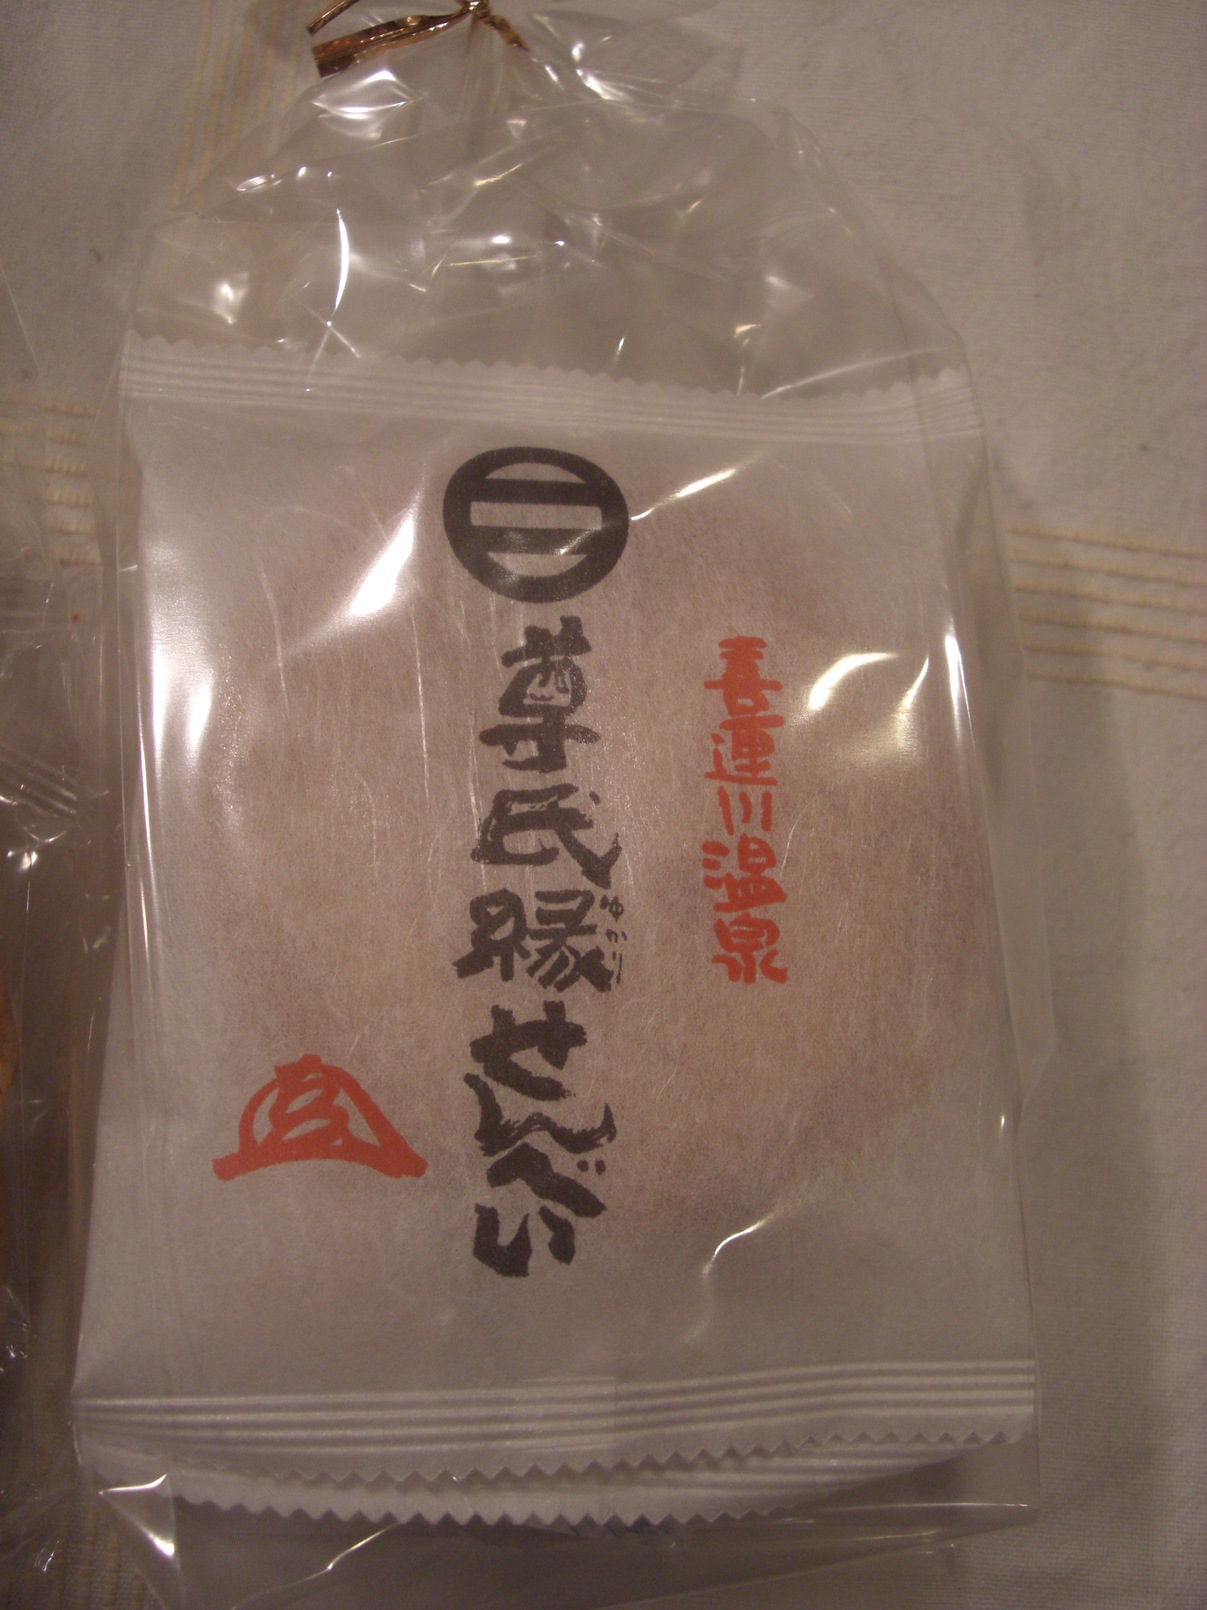 喜連川温泉
尊氏縁せんべい
ゆかり